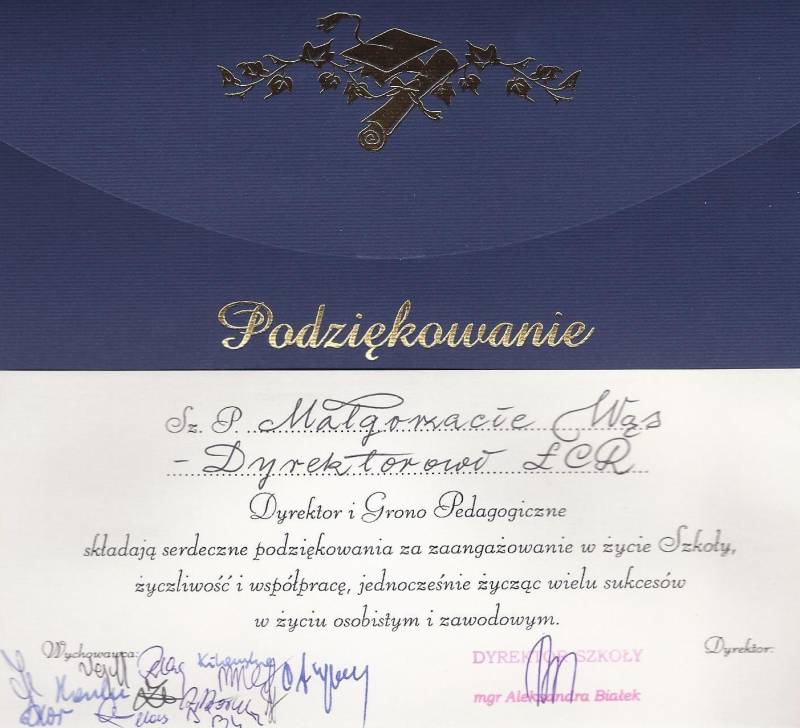 Podziękowanie
Sz. P. Małgorzacie Wąs
- Dyrektorowi ŁCR
Dyrektor i Grono Pedagogiczne
składają serdeczne podziękowania za zaangażowanie w życie Szkoły,
życzliwość i współpracę, jednocześnie życząc wielu sukcesów
w życiu osobistym i zawodowym.
Wychowawca:
Dyrektor:
DYREKTOR SZKOŁY
mgr Aleksandra Białek